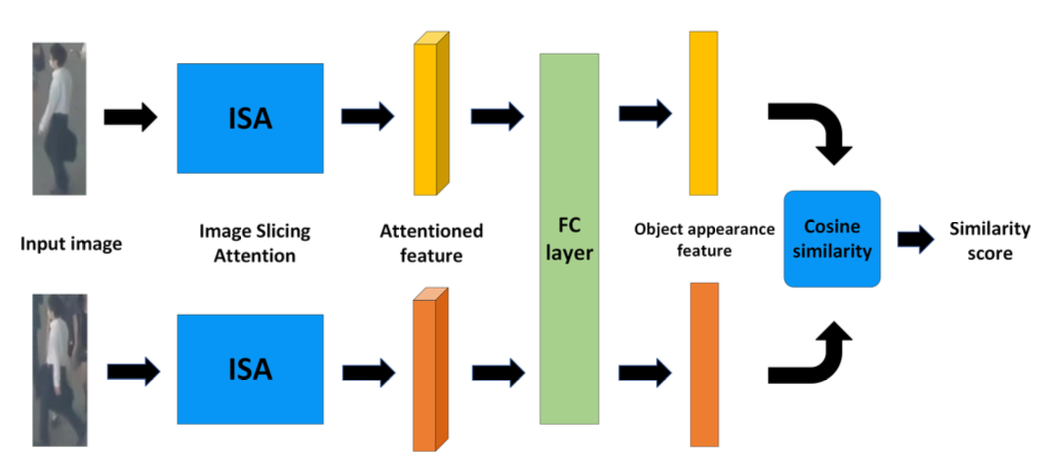 ISA
Input image
Image Slicing
Attention
Attentioned
feature
FC
layer
Object appearance
feature
Cosine
similarity
Similarity
score
ISA